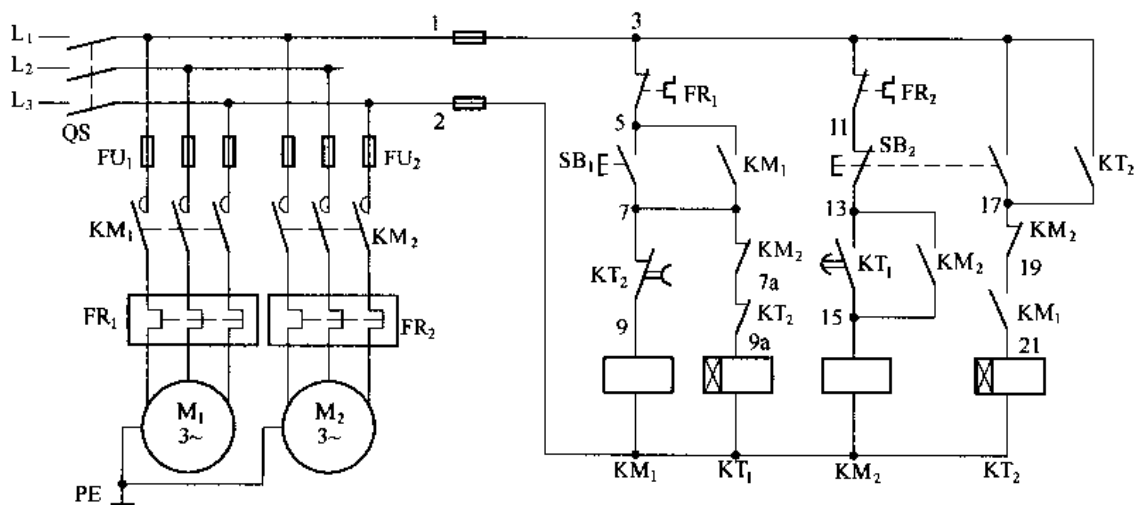 L₁
L₂
L₃
QS
1
2
FU₁
FU₂
KM₁
KM₂
FR₁
FR₂
M₁
3~
M₂
3~
PE
3
FR₁
5
SB₁
KM₁
7
KT₂
KM₂
7a
9
KT₂
9a
FR₂
11
SB₂
13
KT₁
KM₂
15
KT₂
17
KM₂
19
KM₁
21
KM₁
KT₁
KM₂
KT₂